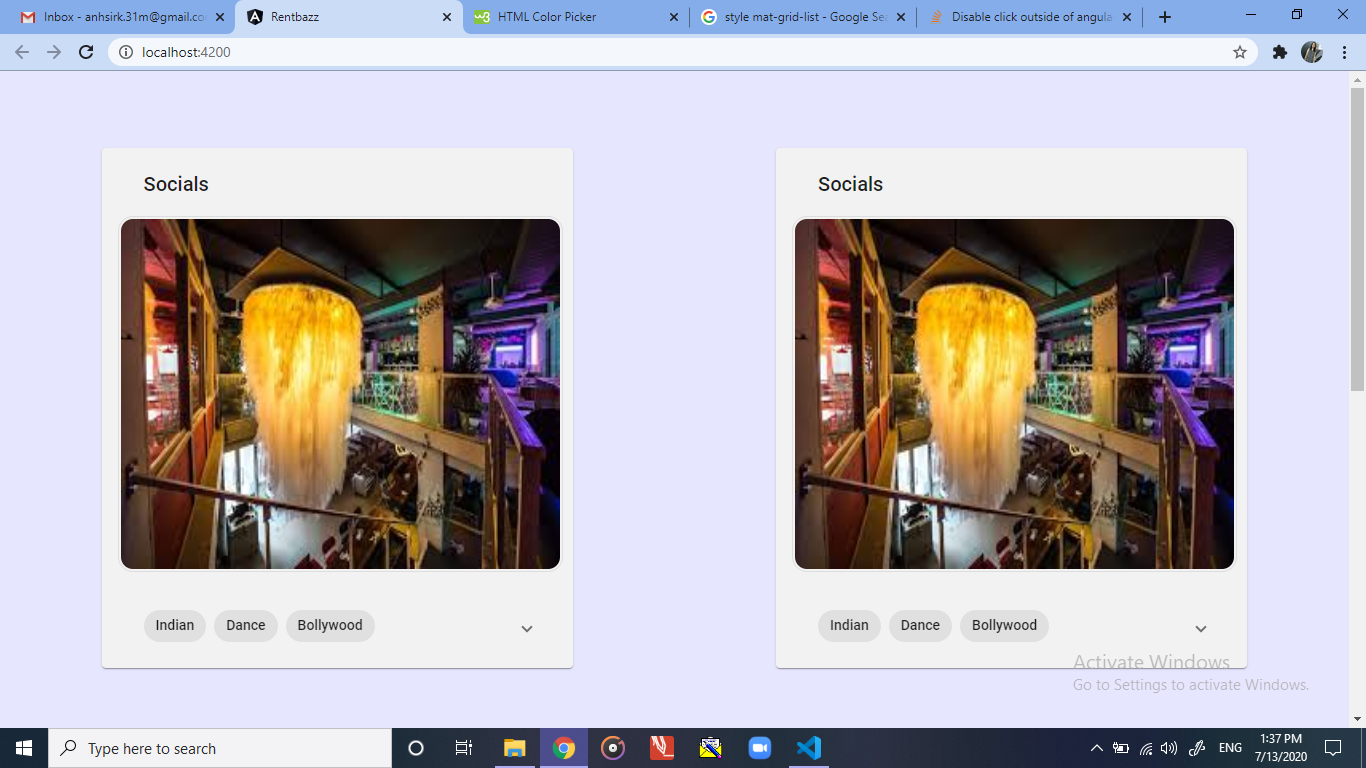 Inbox - anhsirk.31m@gmail.co
Rentbazz
HTML Color Picker
style mat-grid-list - Google Sea
Disable click outside of angula
localhost:4200
Socials
Socials
Indian Dance Bollywood
Indian Dance Bollywood
Activate Windows
Go to Settings to activate Windows.
Type here to search
ENG
1:37 PM
7/13/2020